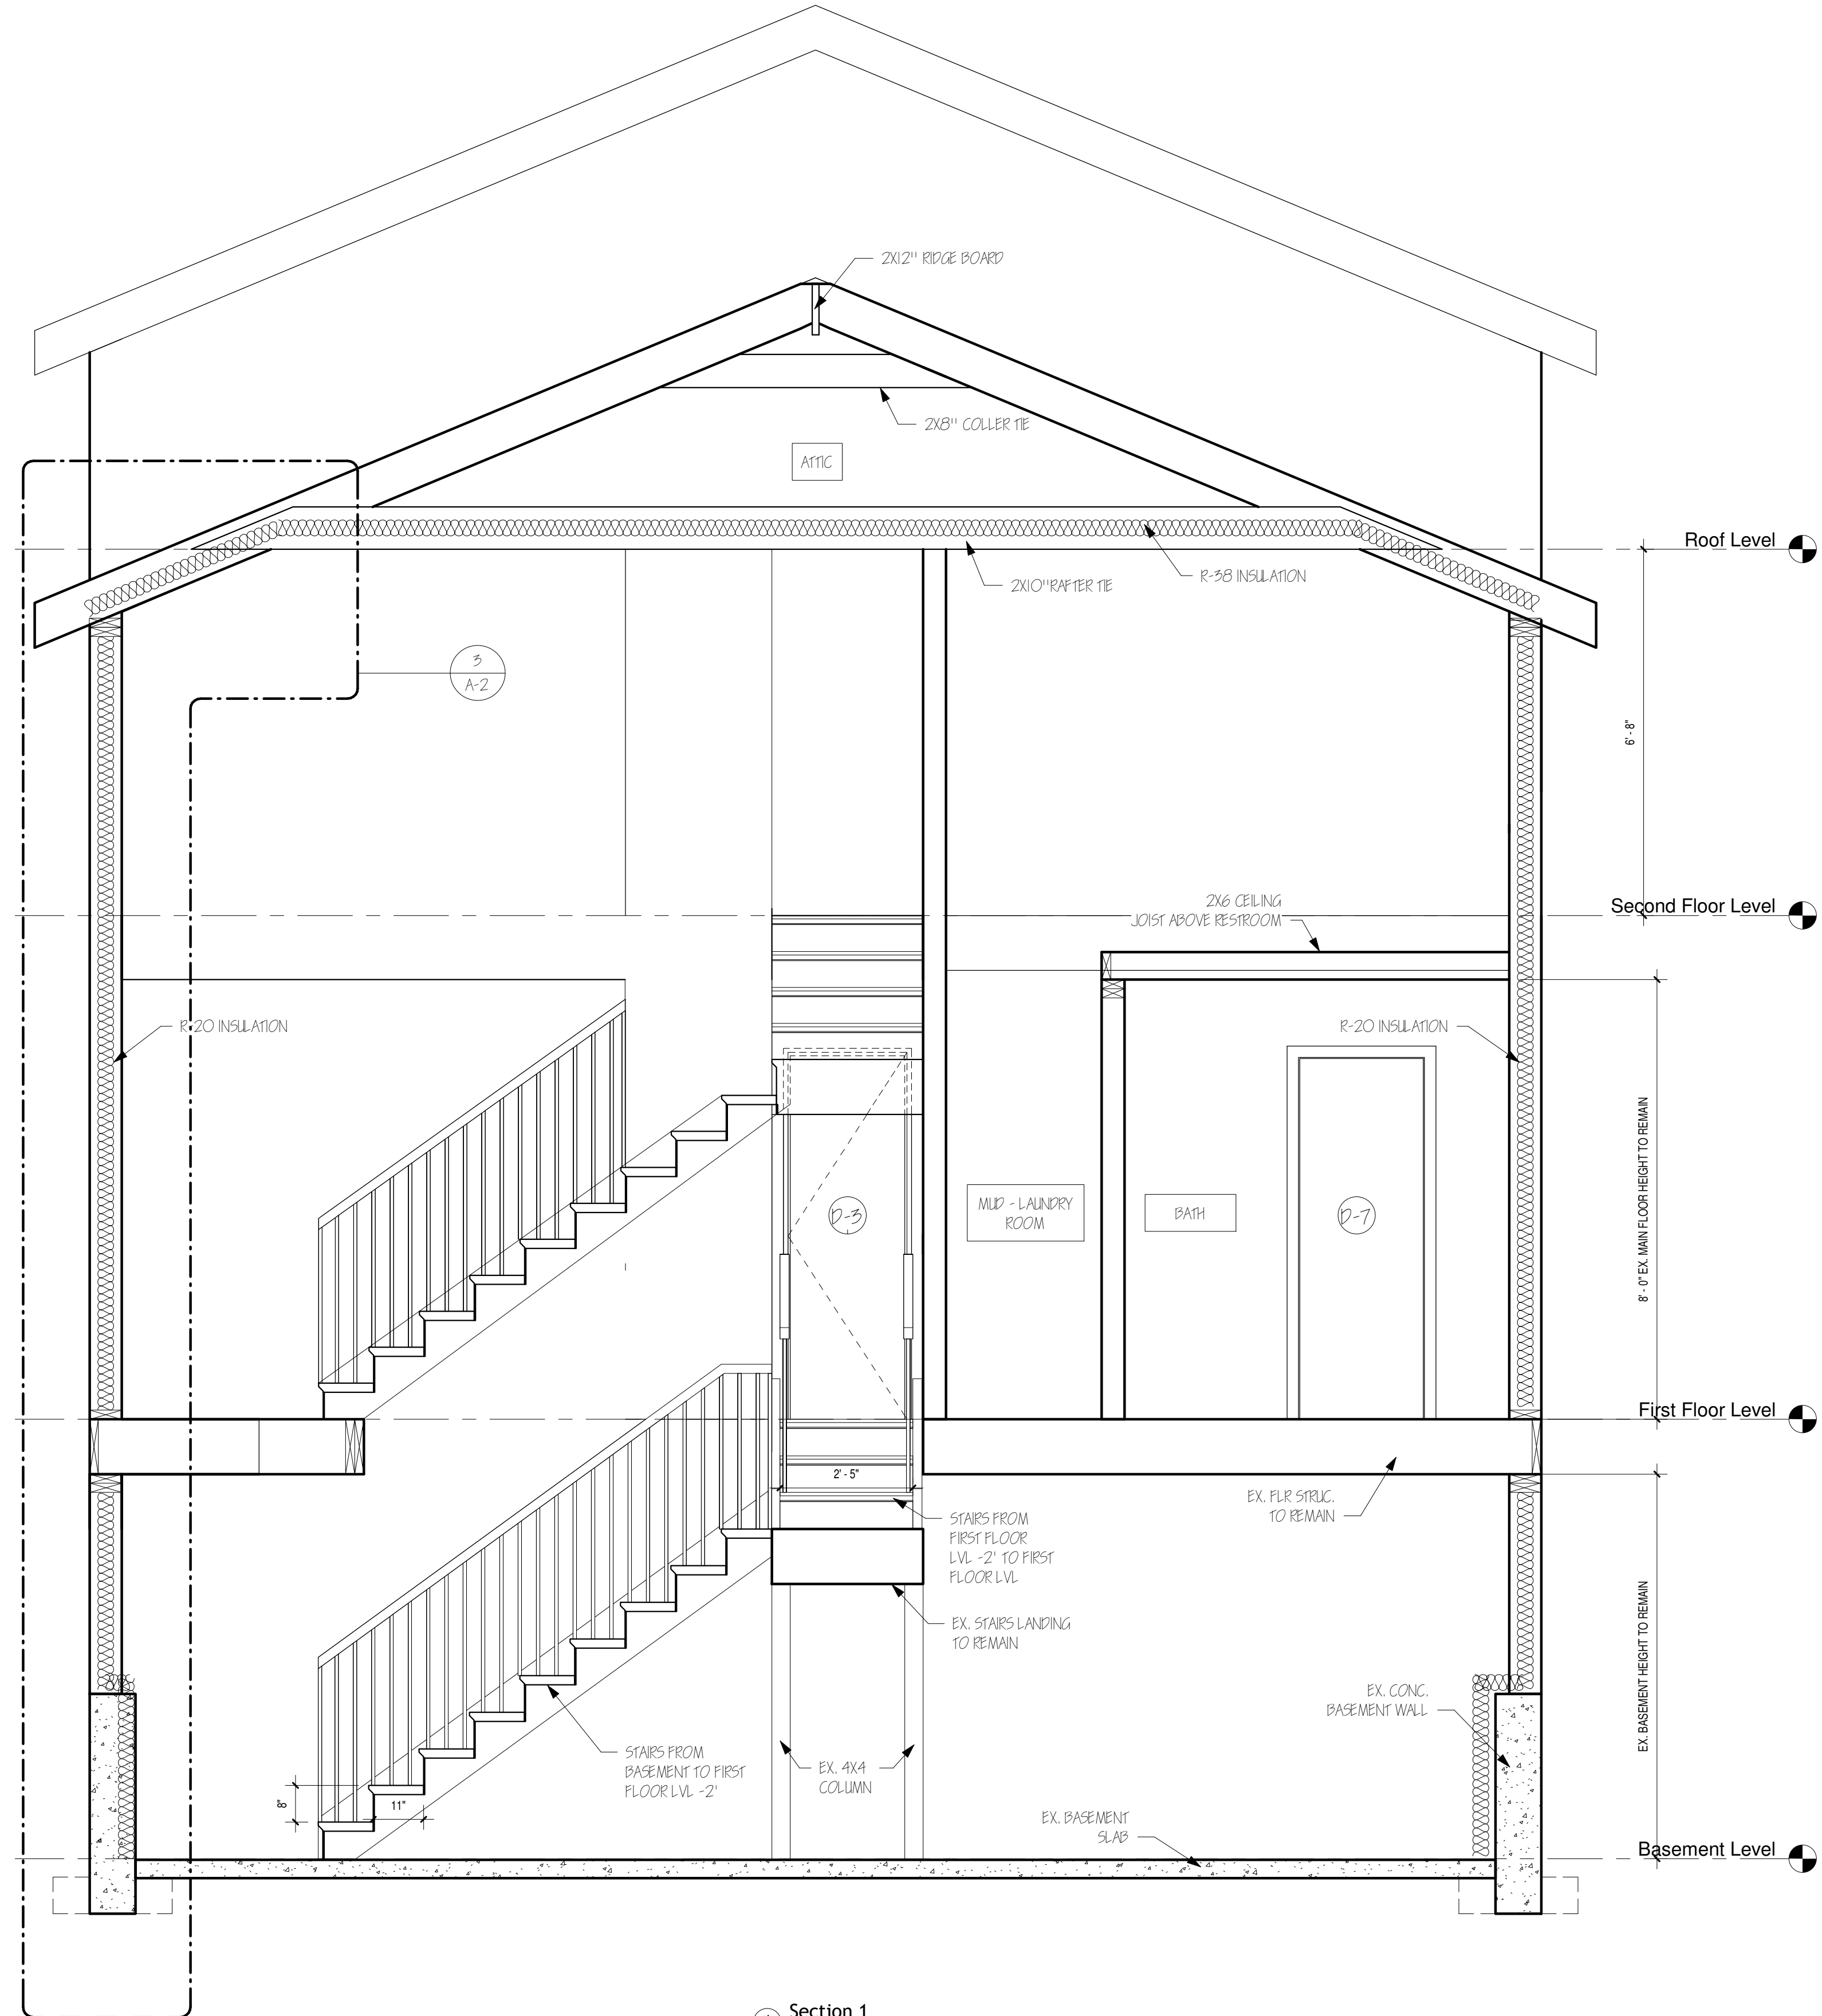 2X12" RIDGE BOARD
2X8" COLLER TIE
ATTIC
Roof Level
R-38 INSULATION
2X10"RAFTER TIE
3
A-2
6' - 8"
2X6 CEILING
JOIST ABOVE RESTROOM
Second Floor Level
R-20 INSULATION
R-20 INSULATION
8' - 0" EX. MAIN FLOOR HEIGHT TO REMAIN
D-3
MUD - LAUNDRY
ROOM
BATH
D-7
First Floor Level
2' - 5"
EX. FLR STRUC.
TO REMAIN
STAIRS FROM
FIRST FLOOR
LVL -2' TO FIRST
FLOOR LVL
EX. STAIRS LANDING
TO REMAIN
EX. BASEMENT HEIGHT TO REMAIN
EX. CONC.
BASEMENT WALL
STAIRS FROM
BASEMENT TO FIRST
FLOOR LVL -2'
EX. 4X4
COLUMN
8"
11"
EX. BASEMENT
SLAB
Basement Level
Section 1